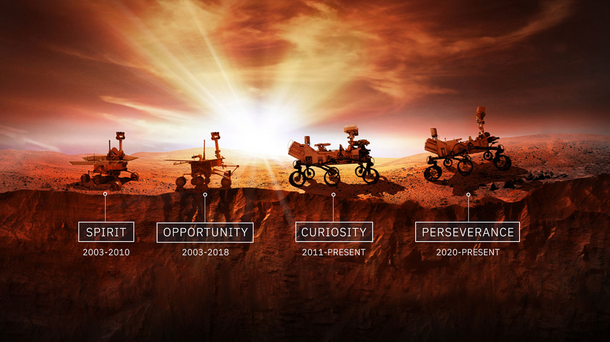 SPIRIT
2003-2010
OPPORTUNITY
2003-2018
CURIOSITY
2011-PRESENT
PERSEVERANCE
2020-PRESENT